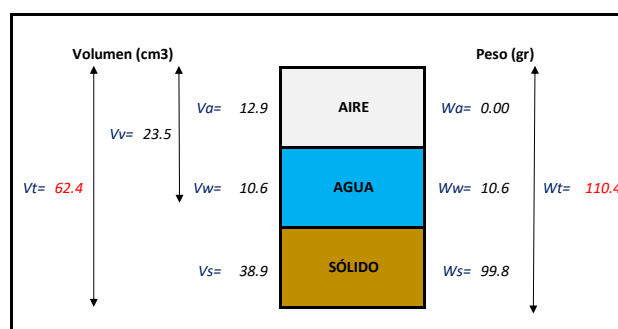 Volumen (cm3) Peso (gr)
Va= 12.9 AIRE Wa= 0.00
Vv= 23.5
Vt= 62.4 Vw= 10.6 AGUA Ww= 10.6 Wt= 110.4
Vs= 38.9 SÓLIDO Ws= 99.8